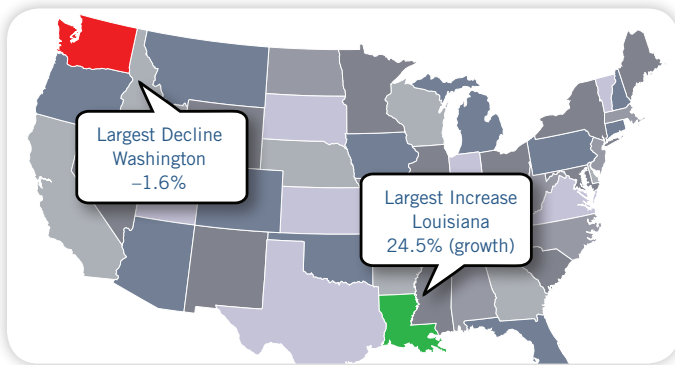 Largest Decline
Washington
–1.6%
Largest Increase
Louisiana
24.5% (growth)